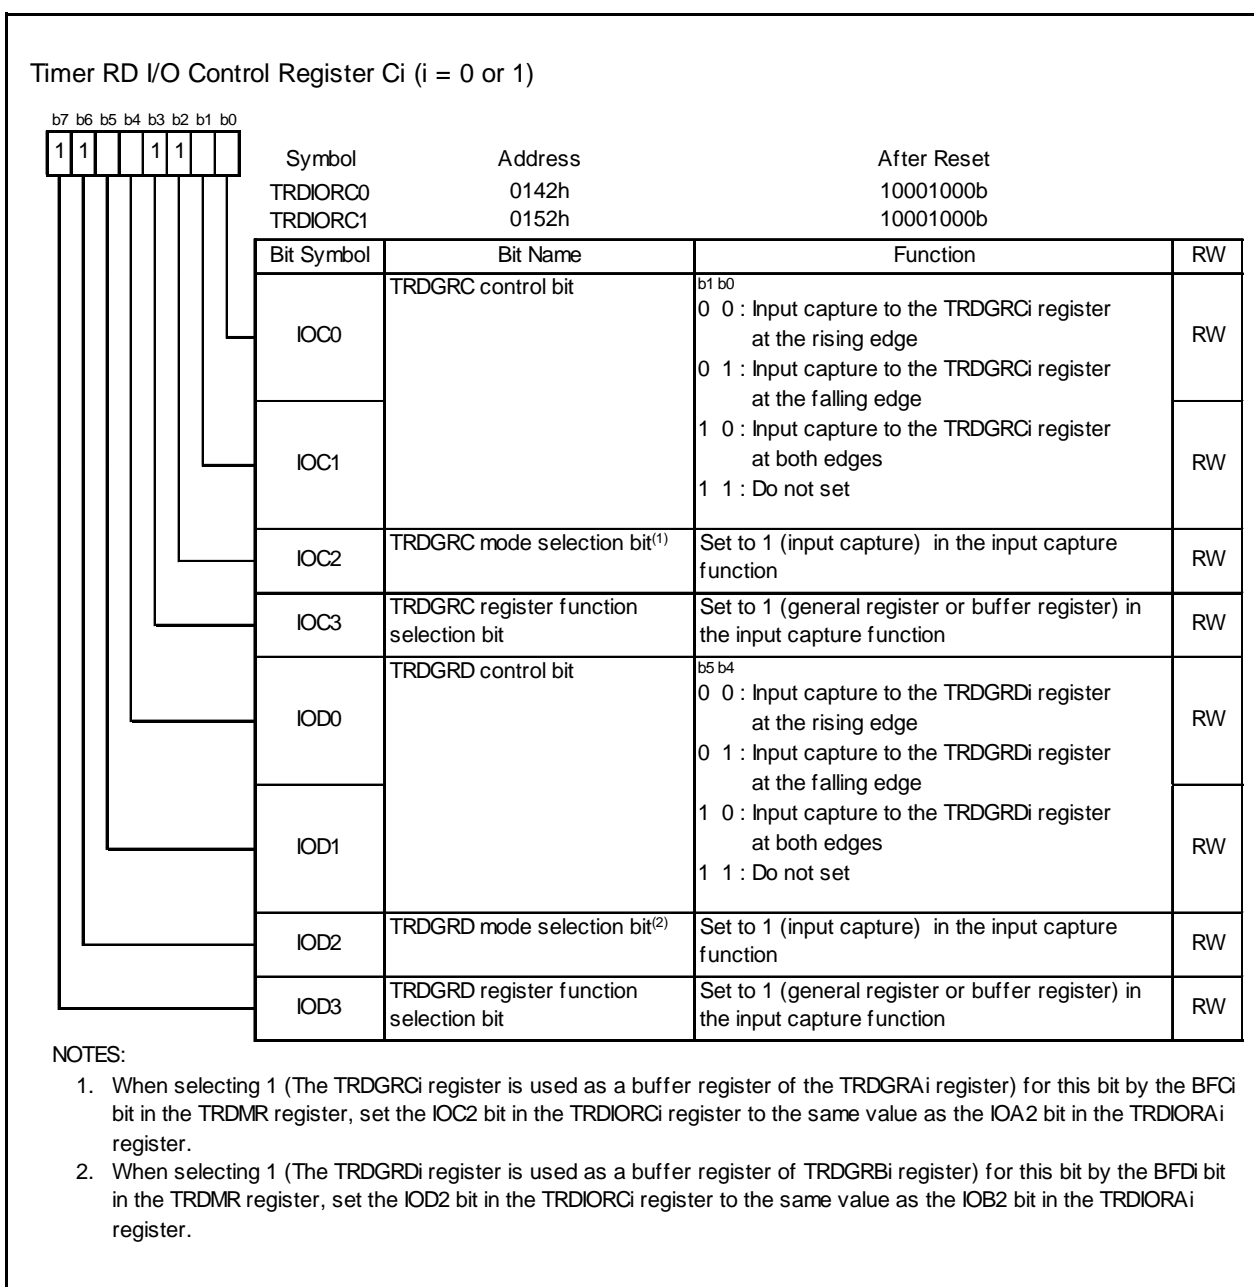 Timer RD I/O Control Register Ci (i = 0 or 1)
b7 b6 b5 b4 b3 b2 b1 b0
1 1 1 1
Symbol Address After Reset
TRDIORC0 0142h 10001000b
TRDIORC1 0152h 10001000b
Bit Symbol Bit Name Function RW
IOC0 TRDGRC control bit b1 b0
0 0 : Input capture to the TRDGRCi register
at the rising edge RW
0 1 : Input capture to the TRDGRCi register
at the falling edge
IOC1 1 0 : Input capture to the TRDGRCi register
at both edges RW
1 1 : Do not set
IOC2 TRDGRC mode selection bit(1) Set to 1 (input capture) in the input capture
function RW
IOC3 TRDGRC register function Set to 1 (general register or buffer register) in
selection bit the input capture function RW
IOD0 TRDGRD control bit b5 b4
0 0 : Input capture to the TRDGRDi register
at the rising edge RW
0 1 : Input capture to the TRDGRDi register
at the falling edge
IOD1 1 0 : Input capture to the TRDGRDi register
at both edges RW
1 1 : Do not set
IOD2 TRDGRD mode selection bit(2) Set to 1 (input capture) in the input capture
function RW
IOD3 TRDGRD register function Set to 1 (general register or buffer register) in
selection bit the input capture function RW
NOTES:
1. When selecting 1 (The TRDGRCi register is used as a buffer register of the TRDGRAi register) for this bit by the BFCi
bit in the TRDMR register, set the IOC2 bit in the TRDIORCi register to the same value as the IOA2 bit in the TRDIORAi
register.
2. When selecting 1 (The TRDGRDi register is used as a buffer register of TRDGRBi register) for this bit by the BFDi bit
in the TRDMR register, set the IOD2 bit in the TRDIORCi register to the same value as the IOB2 bit in the TRDIORAi
register.